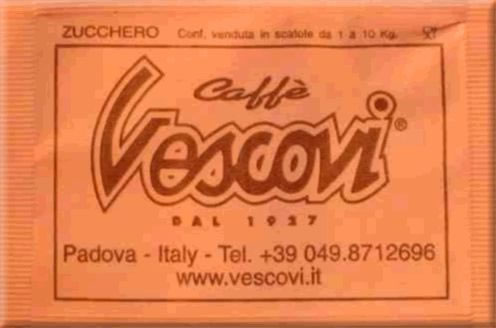 ZUCCHERO Conf. venduta in scatole da 1 a 10 Kg.
Caffè
Vescovi®
DAL 1927
Padova - Italy - Tel. +39 049.8712696
www.vescovi.it